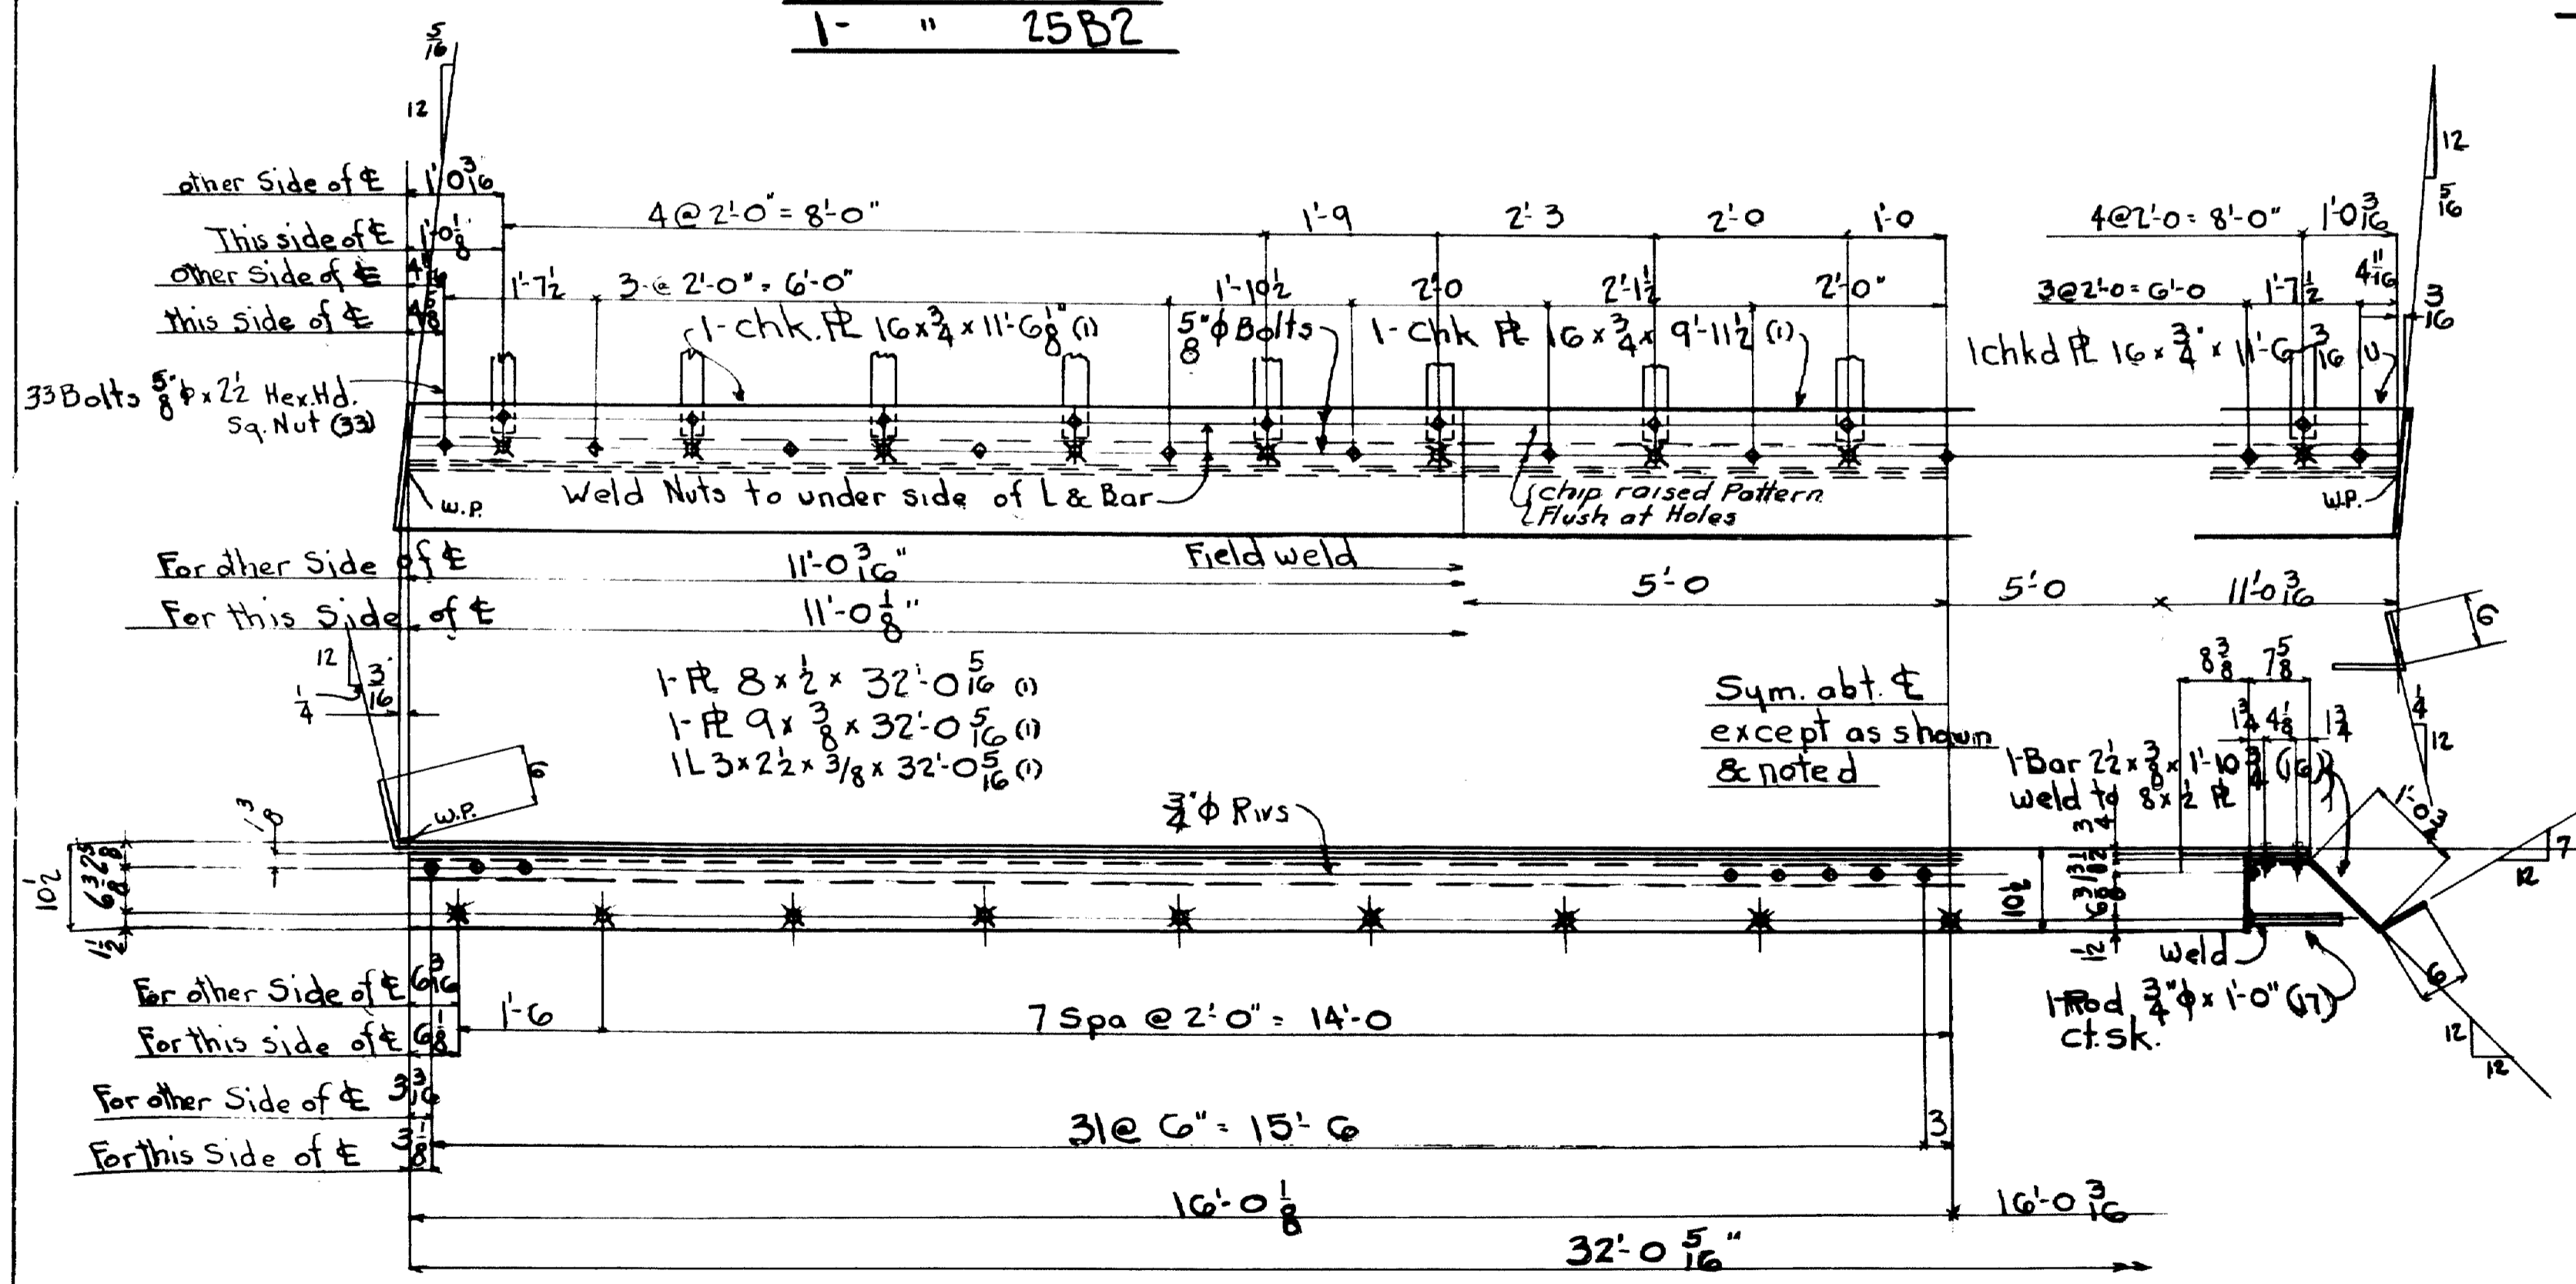 1- " 25B2
5/16
12
12
5/16
other Side of ℄ 1'-0 3/16
This side of ℄ 1'-0 1/8
other Side of ℄
this Side of ℄ 4 5/8
4 @ 2'-0" = 8'-0"
1'-9
2'-3
2'-0
1'-0
4@2'-0 = 8'-0"
1'-0 3/16
1'-7 1/2
3-@ 2'-0" = 6'-0"
1'-10 1/2
2'-0
2'-1 1/2
2'-0"
3@2'-0 = 6'-0
1'-7 1/2
4 11/16
3/16
1-chk. ℞ 16 x 3/4 x 11'-6 1/8" (1)
5/8"φ Bolts
1-Chk ℞ 16 x 3/4 x 9'-11 1/2 (1)
1chkd ℞ 16 x 3/4" x 11'-6 3/16 (1)
33 Bolts 5/8"φ x 2 1/2 Hex.Hd.
Sq. Nut (33)
W.P.
Weld Nuts to under side of L & Bar
chip raised Pattern
Flush at Holes
W.P.
For other Side of ℄
11'-0 3/16"
Field weld
For this side of ℄
11'-0 1/8"
5'-0
5'-0
11'-0 3/16
6
12
3/16
1/4
1-℞ 8 x 1/2 x 32'-0 5/16 (1)
1-℞ 9 x 3/8 x 32'-0 5/16 (1)
1L 3x2 1/2 x 3/8 x 32'-0 5/16 (1)
Sym. abt. ℄
except as shown
& noted
8 3/8
7 5/8
1 3/4
4 1/8
1 3/4
1/4
12
1-Bar 2 1/2 x 3/8 x 1'-10 3/4 (16)
weld to 8 x 1/2 ℞
6
W.P.
3/4"φ Rivs
1'-0 3/4
7
12
10 1/2
1 1/2
10 1/2
1 1/2
weld
6
1-Rod 3/4"φ x 1'-0" (17)
ct.sk.
12
12
For other Side of ℄ 6 3/16
For this side of ℄ 6 1/8
1'-6
7 Spa @ 2'-0" = 14'-0
For other Side of ℄ 3 3/16
For this Side of ℄ 3 1/8
31@ 6" = 15'-6
3
16'-0 1/8
16'-0 3/16
32'-0 5/16"